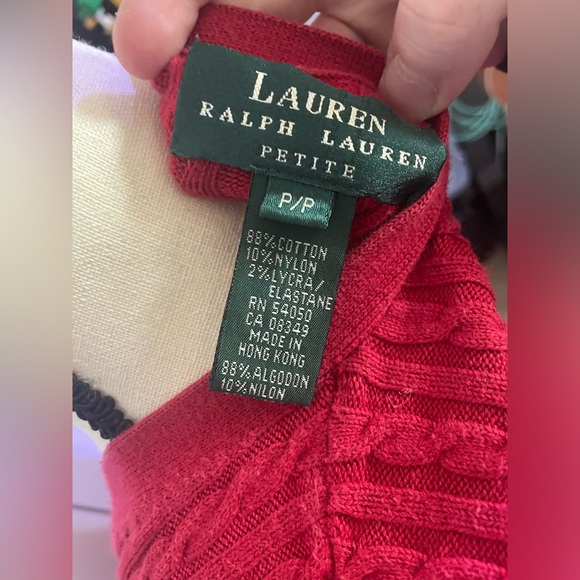 LAUREN
RALPH LAUREN
PETITE
P/P
88%COTTON
10%NYLON
2%LYCRA/
ELASTANE
RN 54050
CA 08349
MADE IN
HONG KONG
88%ALGODON
10%NILON